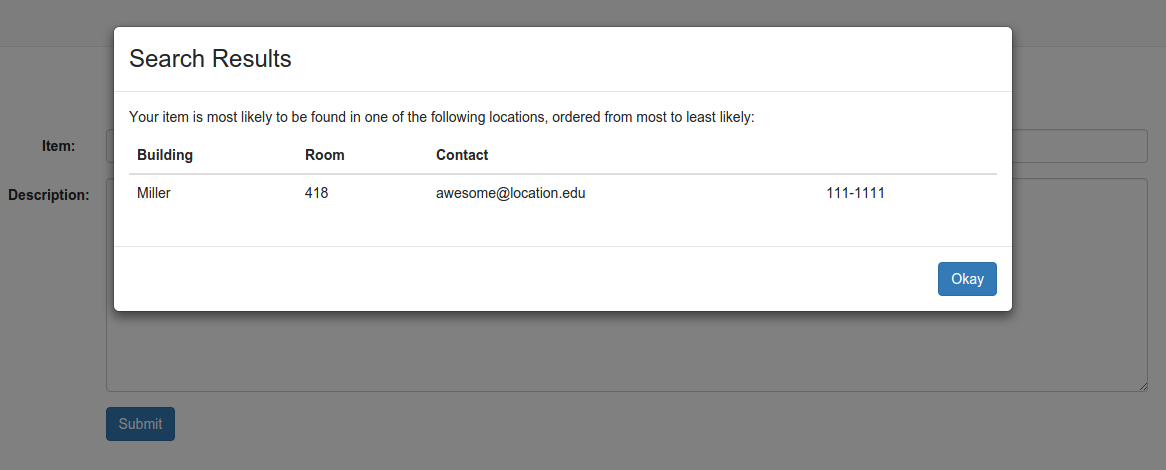 Search Results
Your item is most likely to be found in one of the following locations, ordered from most to least likely:
Building Room Contact
Miller 418 awesome@location.edu 111-1111
Okay
Item:
Description:
Submit